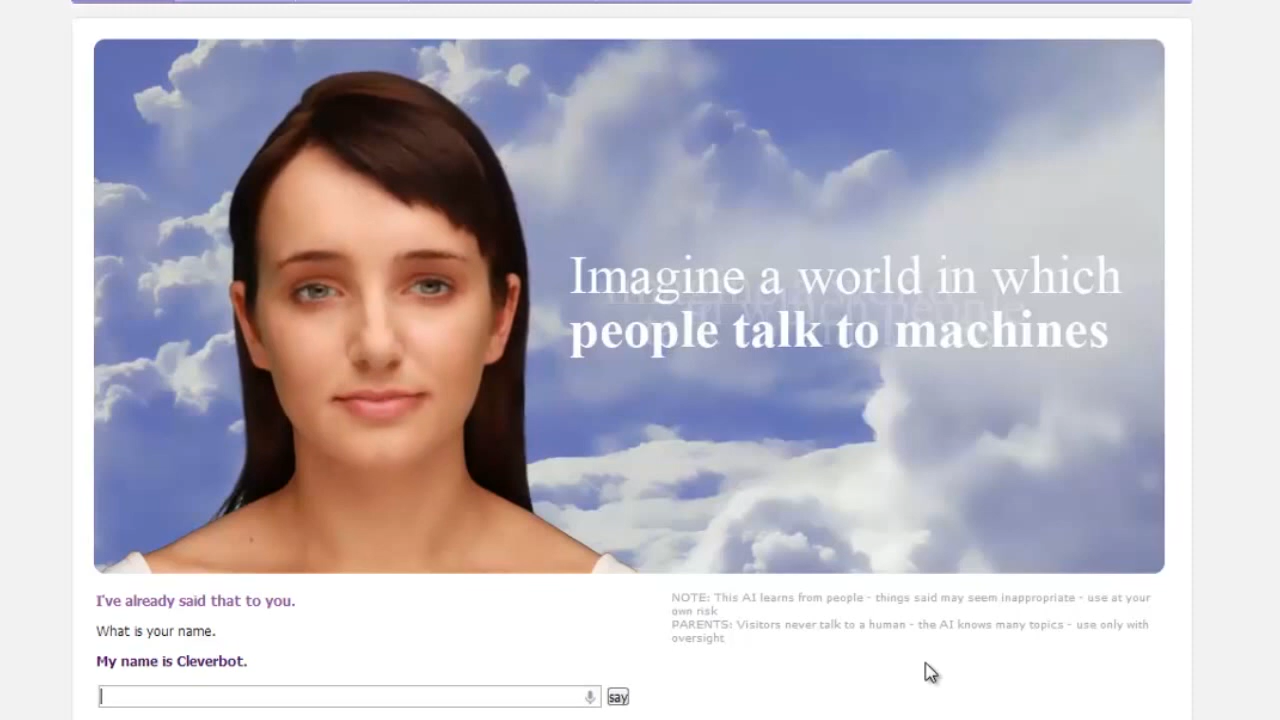 Imagine a world in which
people talk to machines
I've already said that to you.
What is your name.
My name is Cleverbot.
say
NOTE: This AI learns from people - things said may seem inappropriate - use at your
own risk
PARENTS: Visitors never talk to a human - the AI knows many topics - use only with
oversight